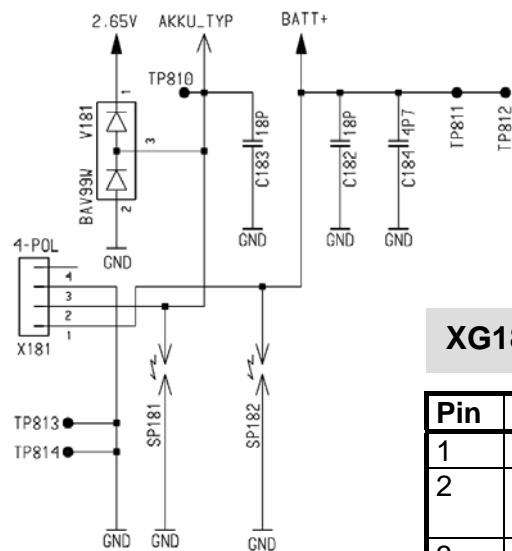 2.65V AKKU_TYP BATT+
TP810
1
V181
BAV99W
3
2
18P
C183
18P
C182
4P7
C184
TP811
TP812
GND
GND GND GND
4-POL
4
3
2
1
X181
SP181
SP182
TP813
TP814
GND GND GND
Pin
1
2